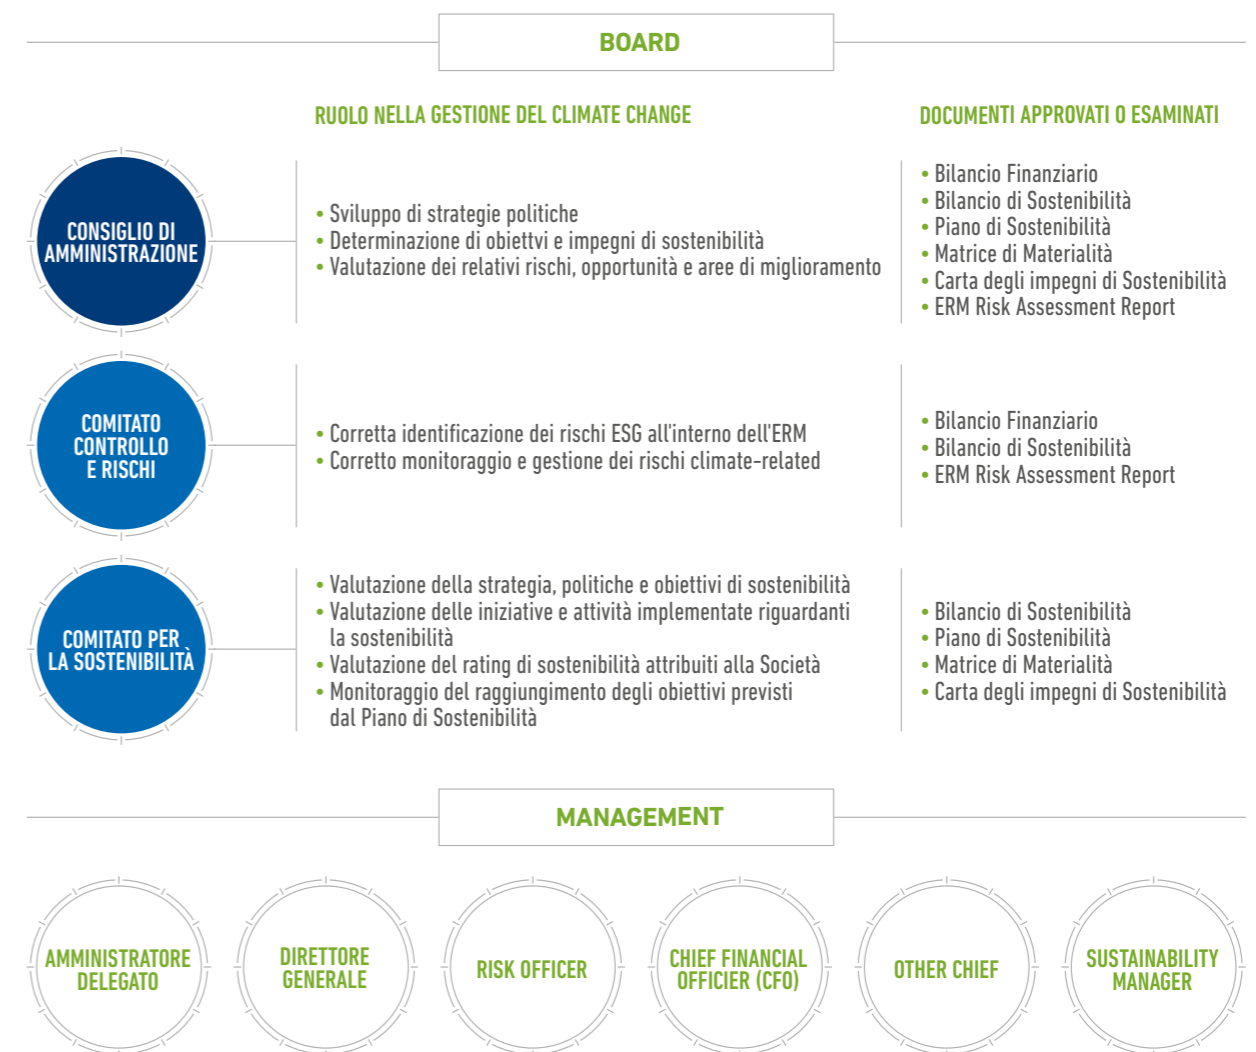 BOARD
RUOLO NELLA GESTIONE DEL CLIMATE CHANGE
DOCUMENTI APPROVATI O ESAMINATI
CONSIGLIO DI
AMMINISTRAZIONE
• Sviluppo di strategie politiche
• Determinazione di obiettvi e impegni di sostenibilità
• Valutazione dei relativi rischi, opportunità e aree di miglioramento
• Bilancio Finanziario
• Bilancio di Sostenibilità
• Piano di Sostenibilità
• Matrice di Materialità
• Carta degli impegni di Sostenibilità
• ERM Risk Assessment Report
COMITATO
CONTROLLO
E RISCHI
• Corretta identificazione dei rischi ESG all'interno dell'ERM
• Corretto monitoraggio e gestione dei rischi climate-related
• Bilancio Finanziario
• Bilancio di Sostenibilità
• ERM Risk Assessment Report
COMITATO PER
LA SOSTENIBILITÀ
• Valutazione della strategia, politiche e obiettivi di sostenibilità
• Valutazione delle iniziative e attività implementate riguardanti
la sostenibilità
• Valutazione del rating di sostenibilità attribuiti alla Società
• Monitoraggio del raggiungimento degli obiettivi previsti
dal Piano di Sostenibilità
• Bilancio di Sostenibilità
• Piano di Sostenibilità
• Matrice di Materialità
• Carta degli impegni di Sostenibilità
MANAGEMENT
AMMINISTRATORE
DELEGATO
DIRETTORE
GENERALE
RISK OFFICER
CHIEF FINANCIAL
OFFICIER (CFO)
OTHER CHIEF
SUSTAINABILITY
MANAGER